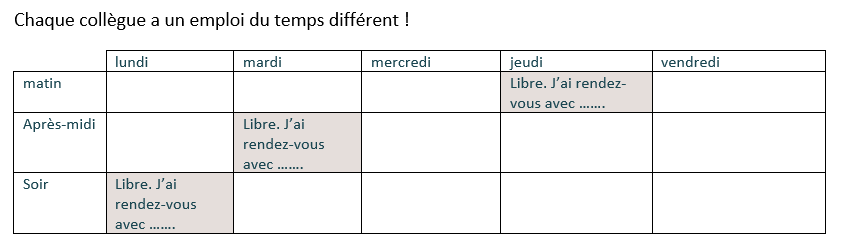 Chaque collègue a un emploi du temps différent !
lundi mardi mercredi jeudi vendredi
matin Libre. J’ai rendez-
vous avec …….
Après-midi Libre. J’ai
rendez-vous
avec …….
Soir Libre. J’ai
rendez-vous
avec …….